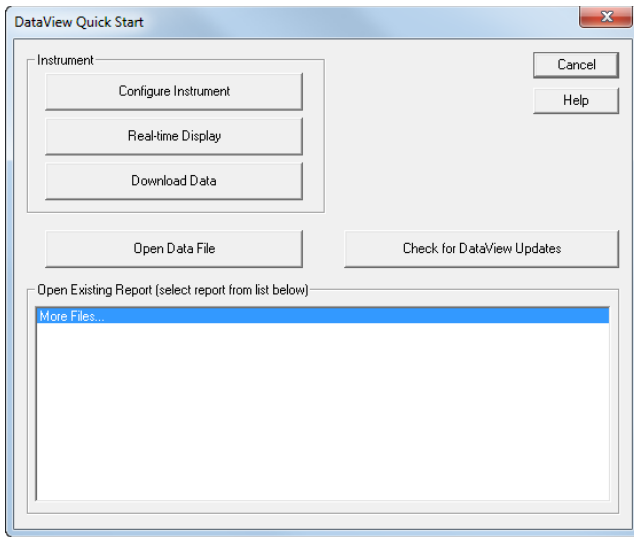 DataView Quick Start
Instrument
Configure Instrument
Real-time Display
Download Data
Cancel
Help
Open Data File
Check for DataView Updates
Open Existing Report (select report from list below)
More Files...